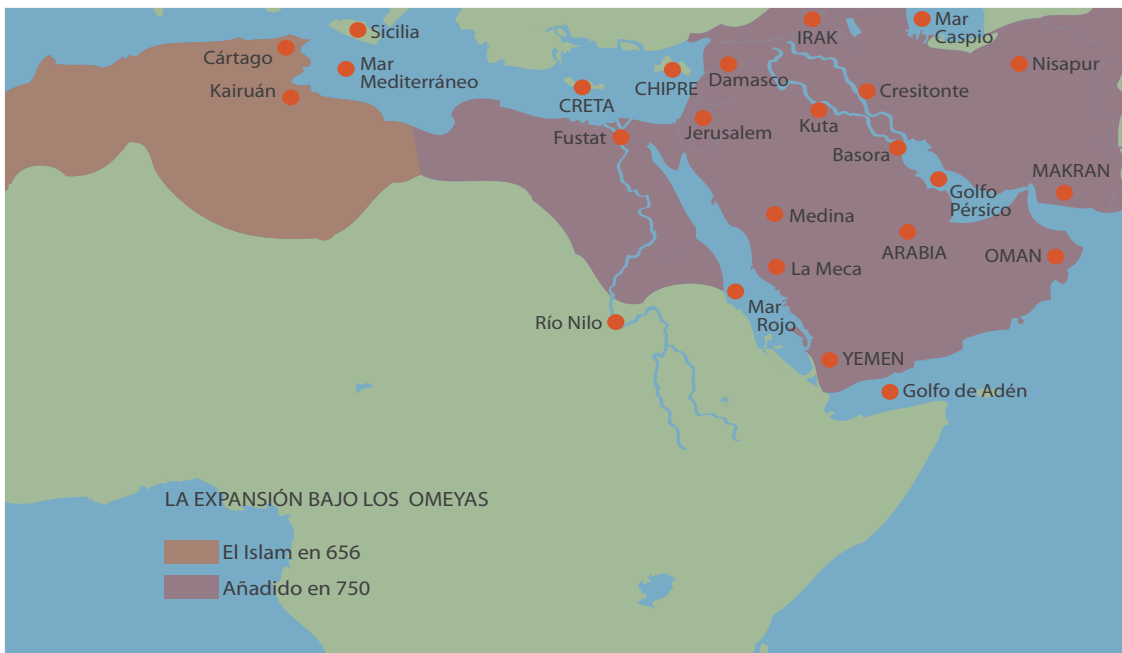 Sicilia
Cártago
Mar
Mediterráneo
Kairuán
CRETA
CHIPRE
Damasco
IRAK
Mar
Caspio
Nisapur
Cresitonte
Kuta
Jerusalem
Fustat
Basora
MAKRAN
Golfo
Pérsico
Medina
ARABIA
OMAN
La Meca
Mar
Rojo
Río Nilo
YEMEN
Golfo de Adén
LA EXPANSIÓN BAJO LOS OMEYAS
El Islam en 656
Añadido en 750